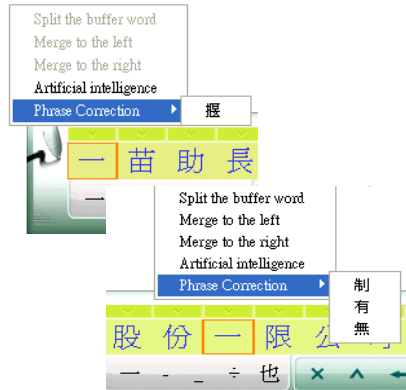 Split the buffer word
Merge to the left
Merge to the right
Artificial intelligence
Phrase Correction
揠
一苗助長
一
Split the buffer word
Merge to the left
Merge to the right
Artificial intelligence
Phrase Correction
制
有
無
股份一限公
一 - _ ÷ 也